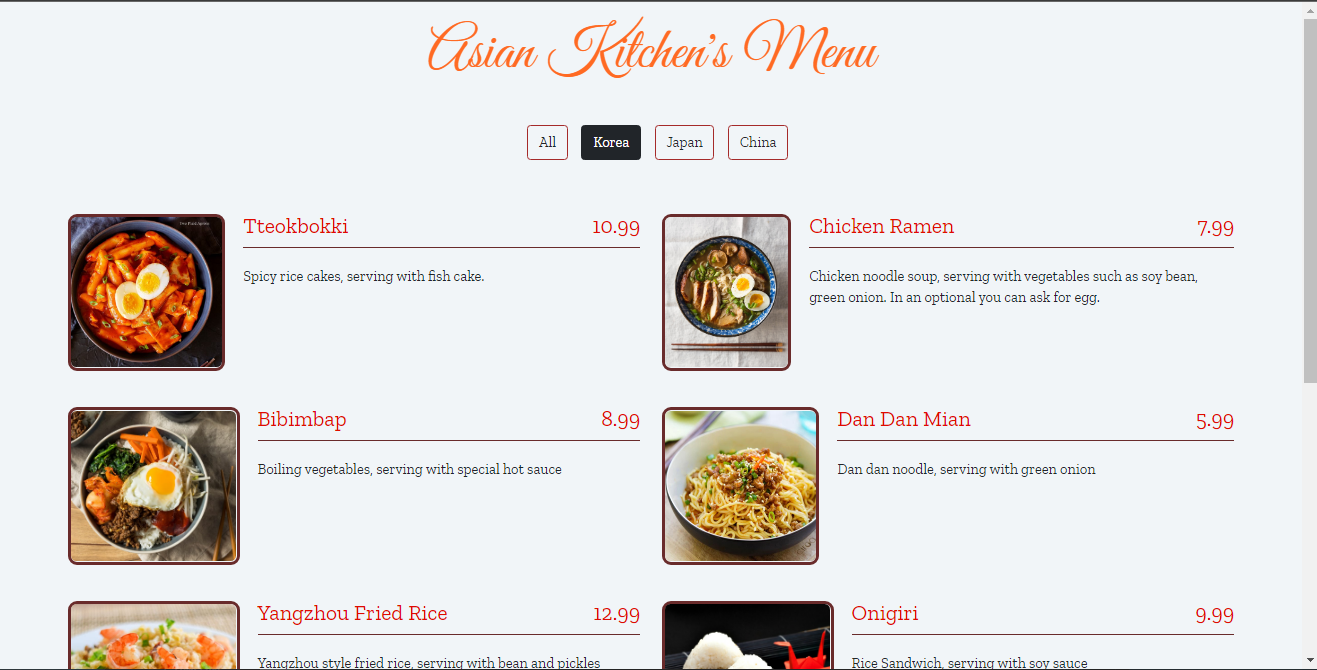 Asian Kitchen's Menu
All Korea Japan China
Tteokbokki 10.99
Spicy rice cakes, serving with fish cake.
Chicken Ramen 7.99
Chicken noodle soup, serving with vegetables such as soy bean,
green onion. In an optional you can ask for egg.
Bibimbap 8.99
Boiling vegetables, serving with special hot sauce
Dan Dan Mian 5.99
Dan dan noodle, serving with green onion
Yangzhou Fried Rice 12.99
Yangzhou style fried rice, serving with bean and pickles
Onigiri 9.99
Rice Sandwich, serving with soy sauce